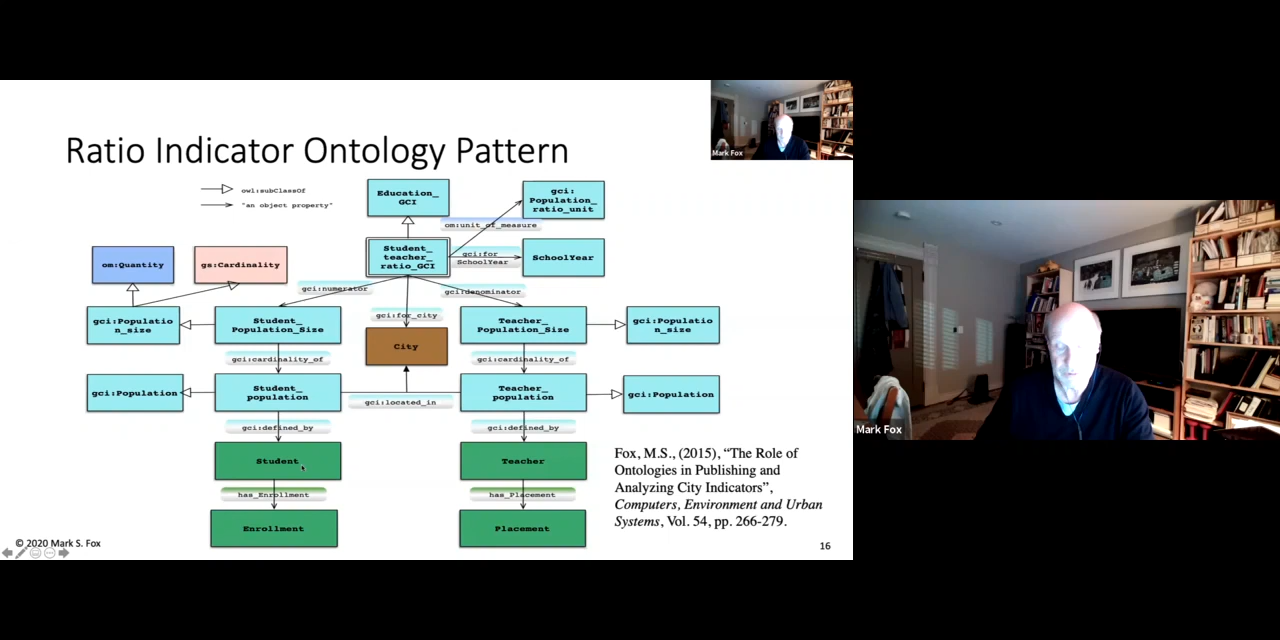 Mark Fox
Ratio Indicator Ontology Pattern
owl:subClassOf
"an object property"
Education_
GCI
gci:
Population_
ratio_unit
om:unit_of_measure
Student_
teacher_
ratio_GCI
gci:for
SchoolYear
SchoolYear
om:Quantity
gs:Cardinality
gci:numerator
gci:denominator
gci:Populatio
n_size
Student_
Population_Size
gci:for_city
City
Teacher_
Population_Size
gci:Populatio
n_size
gci:cardinality_of
gci:cardinality_of
gci:Population
Student_
population
gci:located_in
Teacher_
population
gci:Population
gci:defined_by
gci:defined_by
Student
Teacher
has_Enrollment
has_Placement
Enrollment
Placement
Fox, M.S., (2015), “The Role of
Ontologies in Publishing and
Analyzing City Indicators”,
Computers, Environment and Urban
Systems, Vol. 54, pp. 266-279.
© 2020 Mark S. Fox
16
Mark Fox